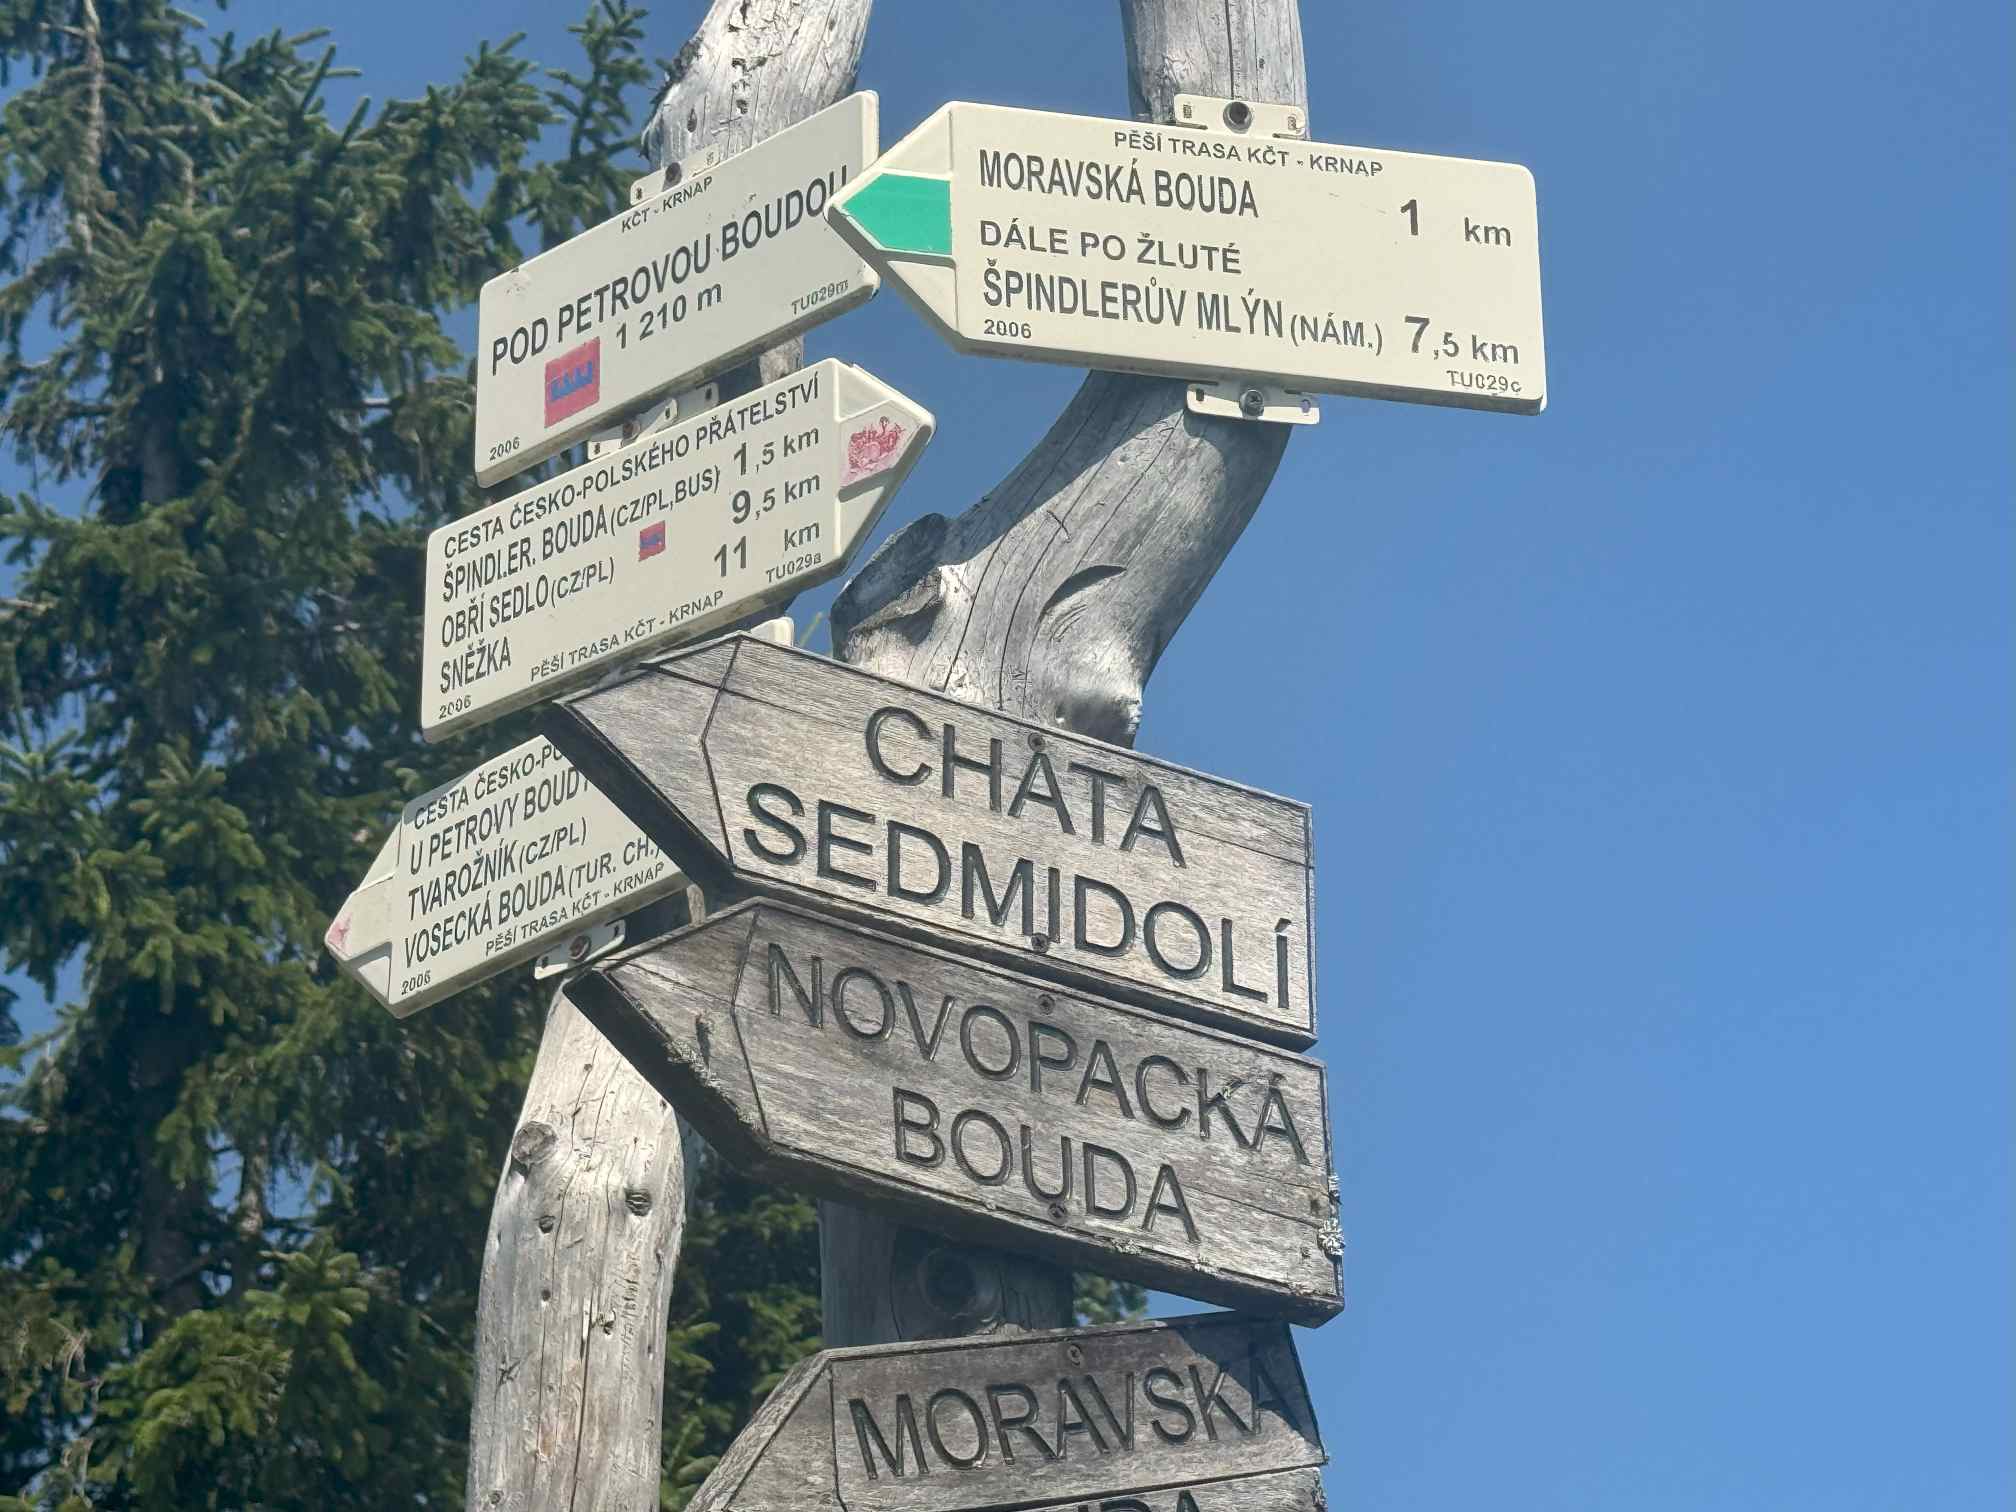 KČT - KRNAP
POD PETROVOU BOUDOU
1 210 m
TU029m
2006
PĚŠÍ TRASA KČT - KRNAP
MORAVSKÁ BOUDA 1 km
DÁLE PO ŽLUTÉ
ŠPINDLERŮV MLÝN (NÁM.) 7,5 km
2006 TU029c
CESTA ČESKO-POLSKÉHO PŘÁTELSTVÍ
ŠPINDLER. BOUDA (CZ/PL,BUS) 1,5 km
OBŘÍ SEDLO (CZ/PL) 9,5 km
SNĚŽKA 11 km
PĚŠÍ TRASA KČT - KRNAP TU029a
2006
CESTA ČESKO-
U PETROVY BOUDY
TVAROŽNÍK (CZ/PL)
VOSECKÁ BOUDA (TUR. CH.)
PĚŠÍ TRASA KČT - KRNAP
2006
CHATA
SEDMIDOLÍ
NOVOPACKÁ
BOUDA
MORAVSKÁ